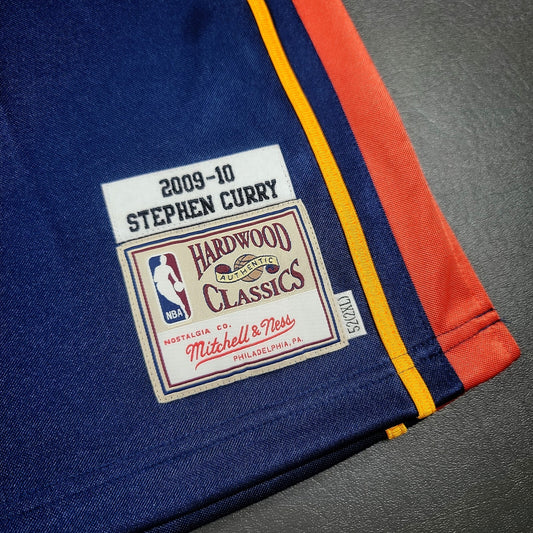 2009-10
STEPHEN CURRY
NBA
HARDWOOD
AUTHENTIC
CLASSICS
NOSTALGIA CO.
Mitchell & Ness
PHILADELPHIA, PA.
52(2XL)